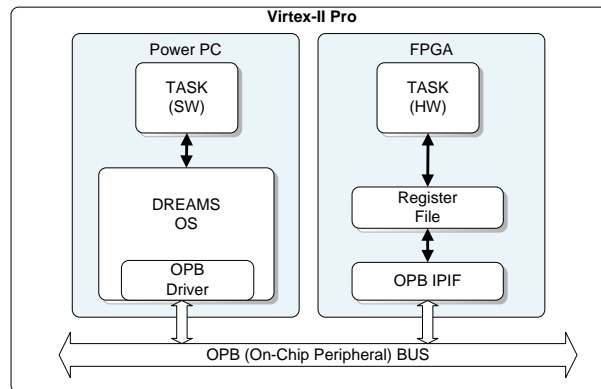 Virtex-II Pro
Power PC
TASK
(SW)
DREAMS
OS
OPB
Driver
FPGA
TASK
(HW)
Register
File
OPB IPIF
OPB (On-Chip Peripheral) BUS